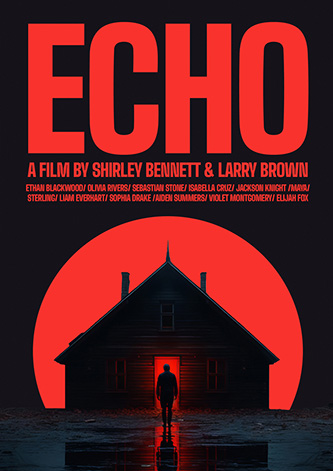 ECHO
A FILM BY SHIRLEY BENNETT & LARRY BROWN
ETHAN BLACKWOOD/ OLIVIA RIVERS/ SEBASTIAN STONE/ ISABELLA CRUZ/ JACKSON KNIGHT /MAYA/
STERLING/ LIAM EVERHART/ SOPHIA DRAKE /AIDEN SUMMERS/ VIOLET MONTGOMERY/ ELIJAH FOX